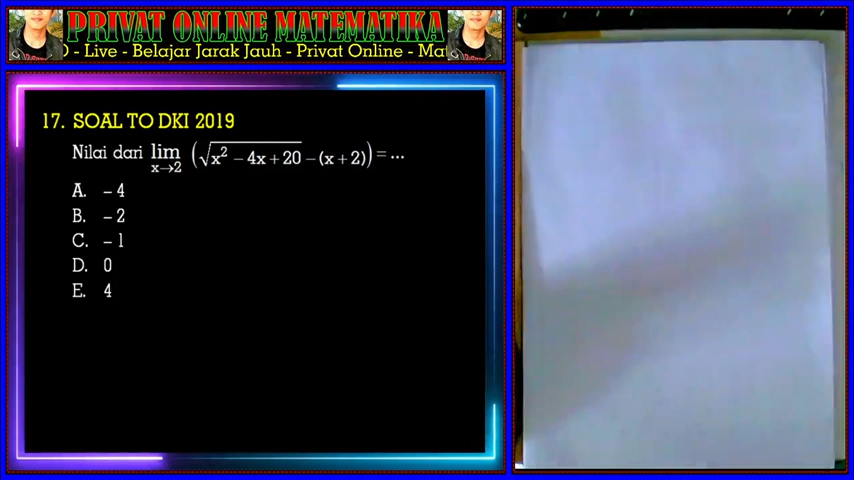 PRIVAT ONLINE MATEMATIKA
- Live - Belajar Jarak Jauh - Privat Online - Mat
17. SOAL TO DKI 2019
Nilai dari lim x→2 (√x² – 4x + 20 – (x + 2)) = ...
A. – 4
B. – 2
C. – 1
D. 0
E. 4